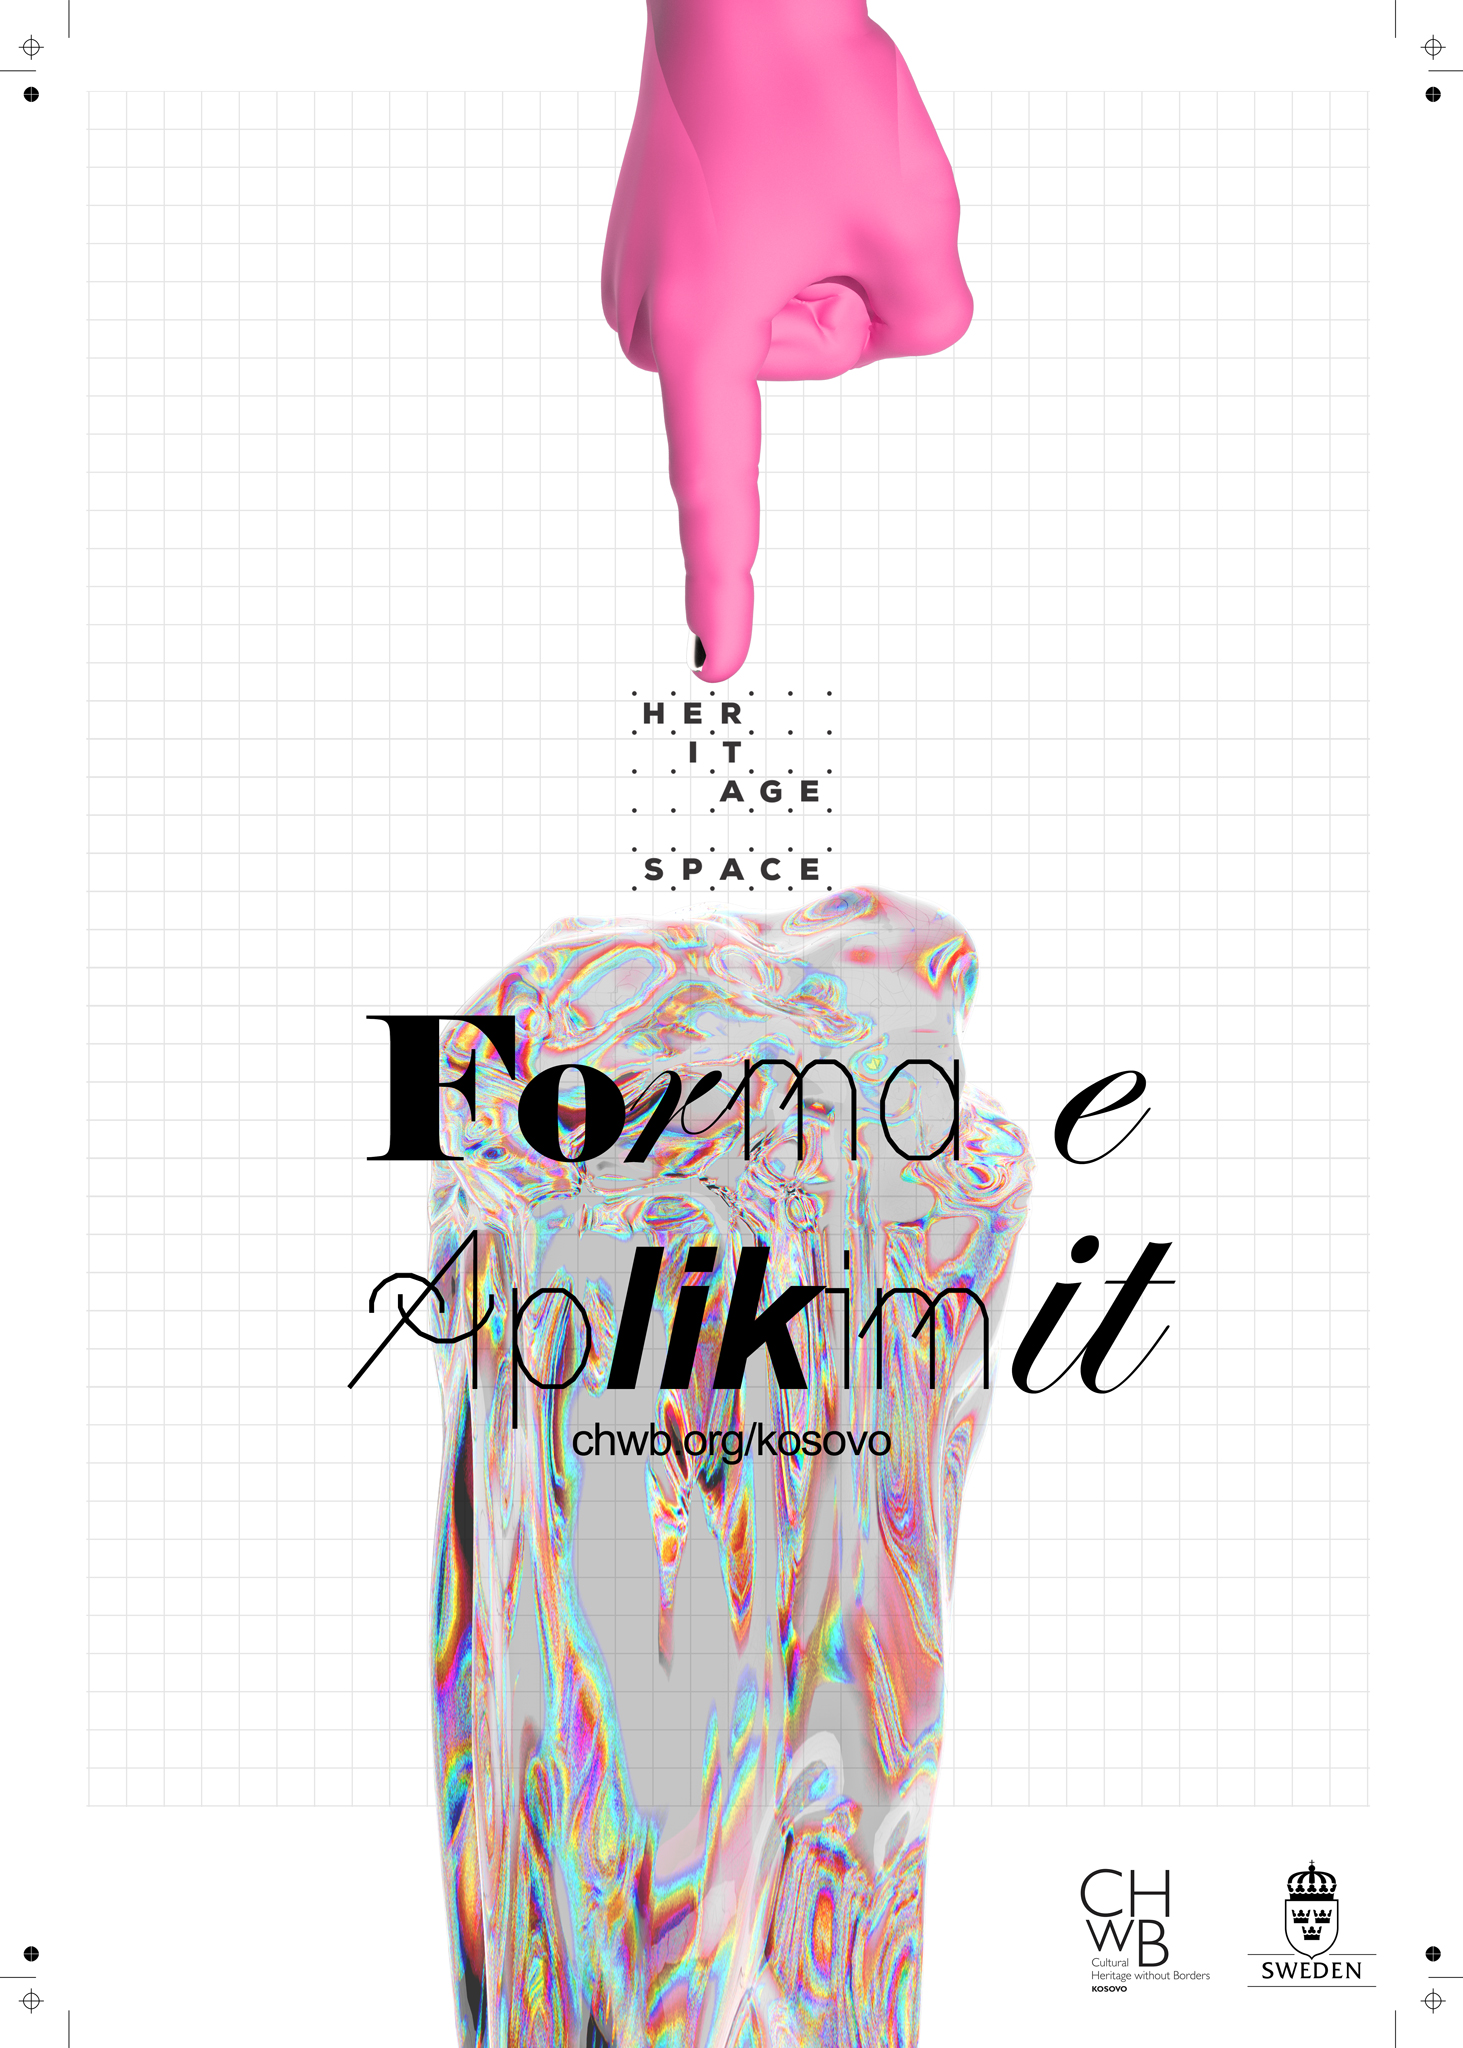 HER
IT
AGE
SPACE
Forma e
Aplikimit
chwb.org/kosovo
CH
WB
Cultural
Heritage without Borders
KOSOVO
SWEDEN